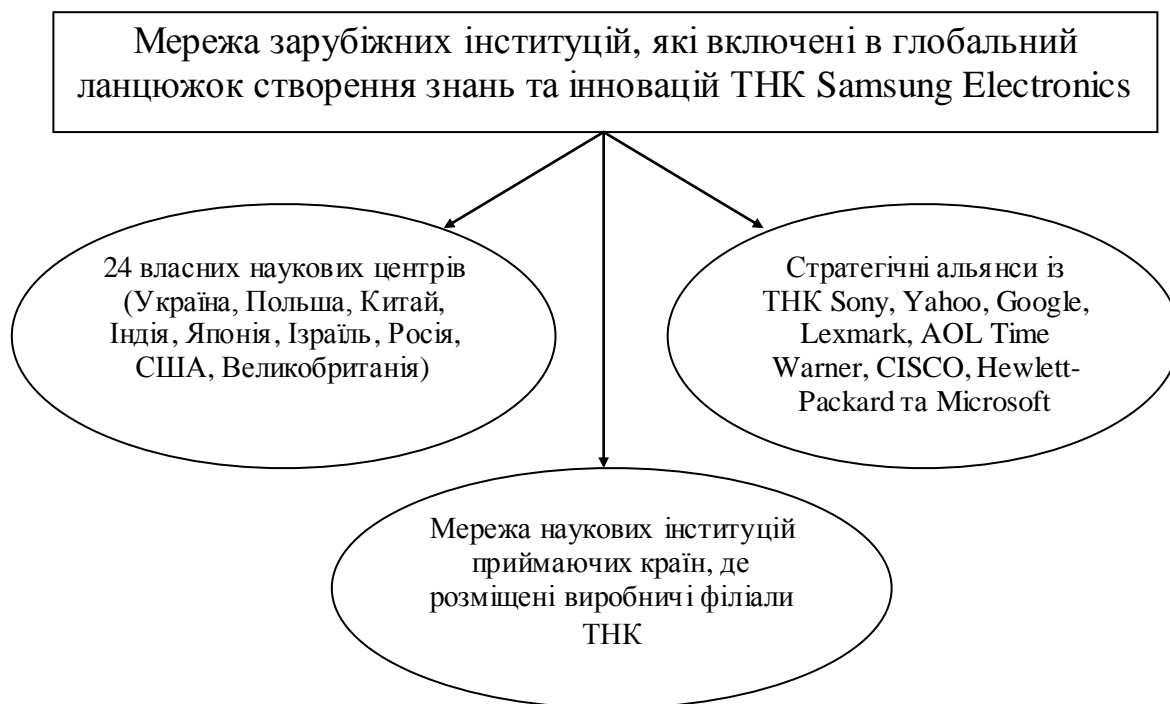 Мережа зарубіжних інституцій, які включені в глобальний
ланцюжок створення знань та інновацій ТНК Samsung Electronics
24 власних наукових центрів
(Україна, Польша, Китай,
Індія, Японія, Ізраїль, Росія,
США, Великобританія)
Стратегічні альянси із
ТНК Sony, Yahoo, Google,
Lexmark, AOL Time
Warner, CISCO, Hewlett-
Packard та Microsoft
Мережа наукових інституцій
приймаючих країн, де
розміщені виробничі філіали
ТНК